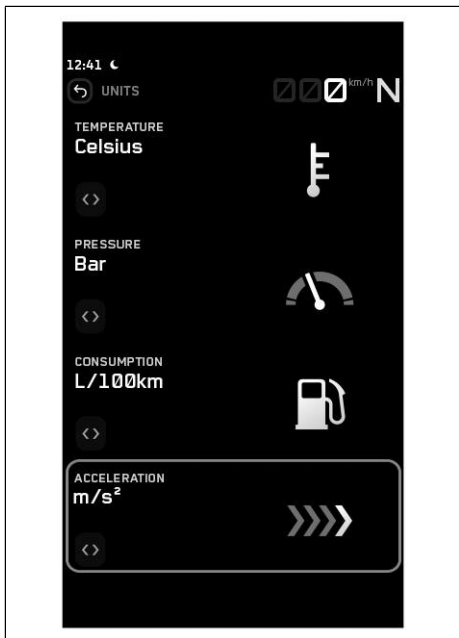 12:41
UNITS
000 km/h N
TEMPERATURE
Celsius
<>
PRESSURE
Bar
<>
CONSUMPTION
L/100km
<>
ACCELERATION
m/s²
<>